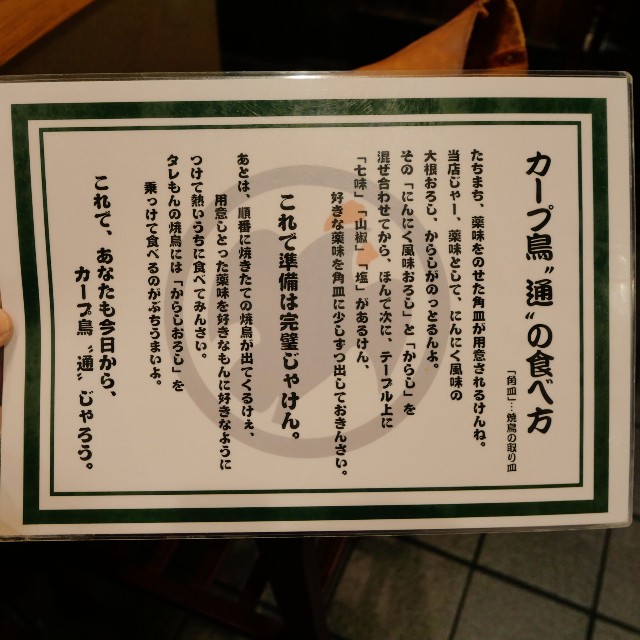 カープ鳥〝通〟の食べ方
「角皿」…焼鳥の取り皿
たちまち、薬味をのせた角皿が用意されるけんね。
当店じゃー、薬味として、にんにく風味の
大根おろし、からしがのっとるんよ。
その「にんにく風味おろし」と「からし」を
混ぜ合わせてから、ほんで次に、テーブル上に
「七味」「山椒」「塩」があるけん、
好きな薬味を角皿に少しずつ出しておきんさい。
これで準備は完璧じゃけん。
あとは、順番に焼きたての焼鳥が出てくるけぇ、
用意しとった薬味を好きなもんに好きなように
つけて熱いうちに食べてみんさい。
タレもんの焼鳥には「からしおろし」を
乗っけて食べるのがぶちうまいよ。
これで、あなたも今日から、
カープ鳥〝通〟じゃろう。